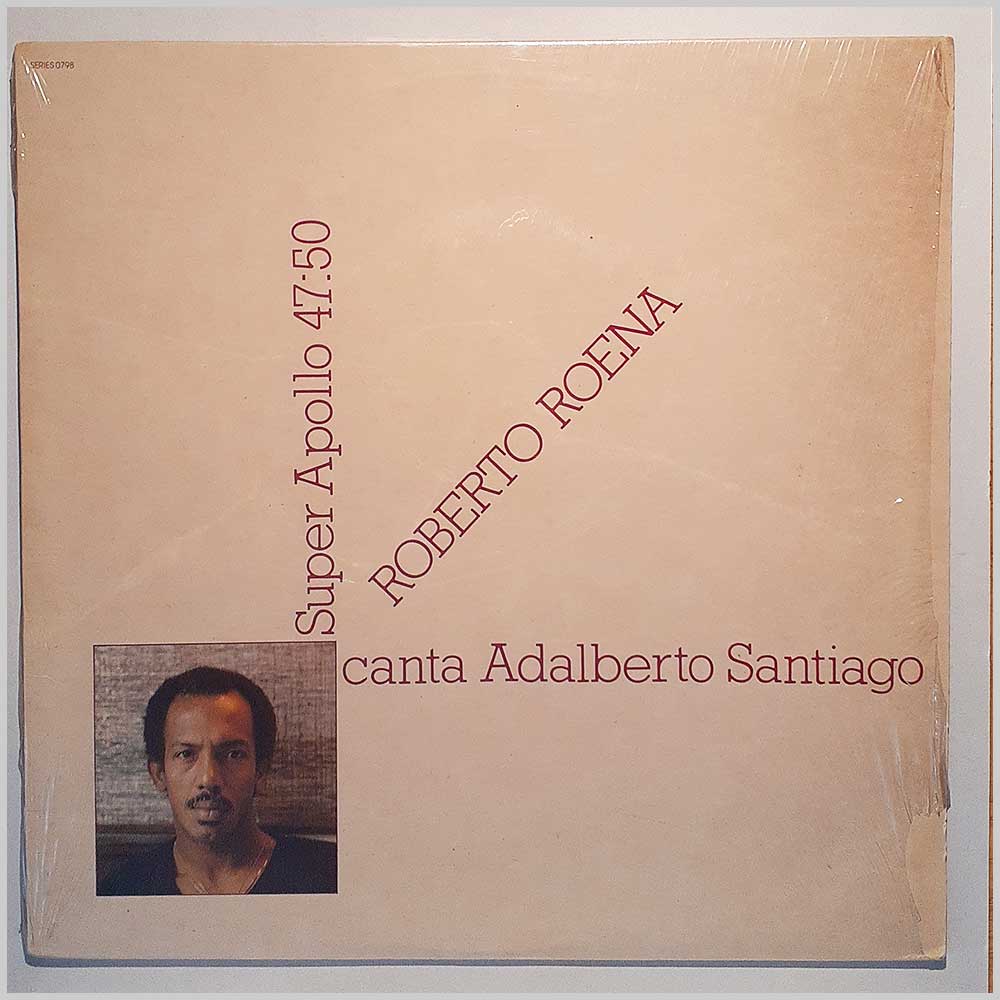 SERIES 0798
Super Apollo 47:50
ROBERTO ROENA
canta Adalberto Santiago